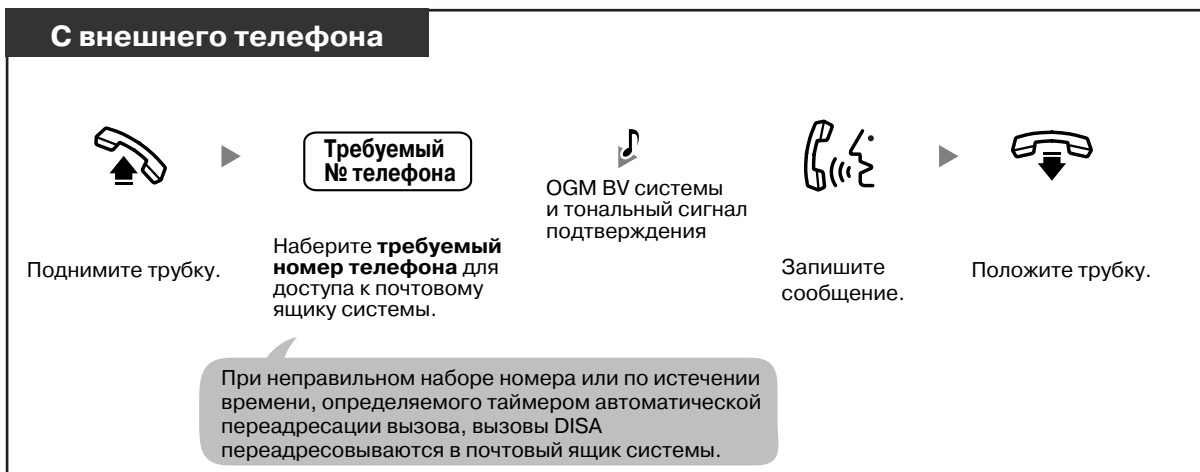 С внешнего телефона
Требуемый
№ телефона
OGM BV системы
и тональный сигнал
подтверждения
Поднимите трубку.
Наберите требуемый
номер телефона для
доступа к почтовому
ящику системы.
Запишите
сообщение.
Положите трубку.
При неправильном наборе номера или по истечении
времени, определяемого таймером автоматической
переадресации вызова, вызовы DISA
переадресовываются в почтовый ящик системы.